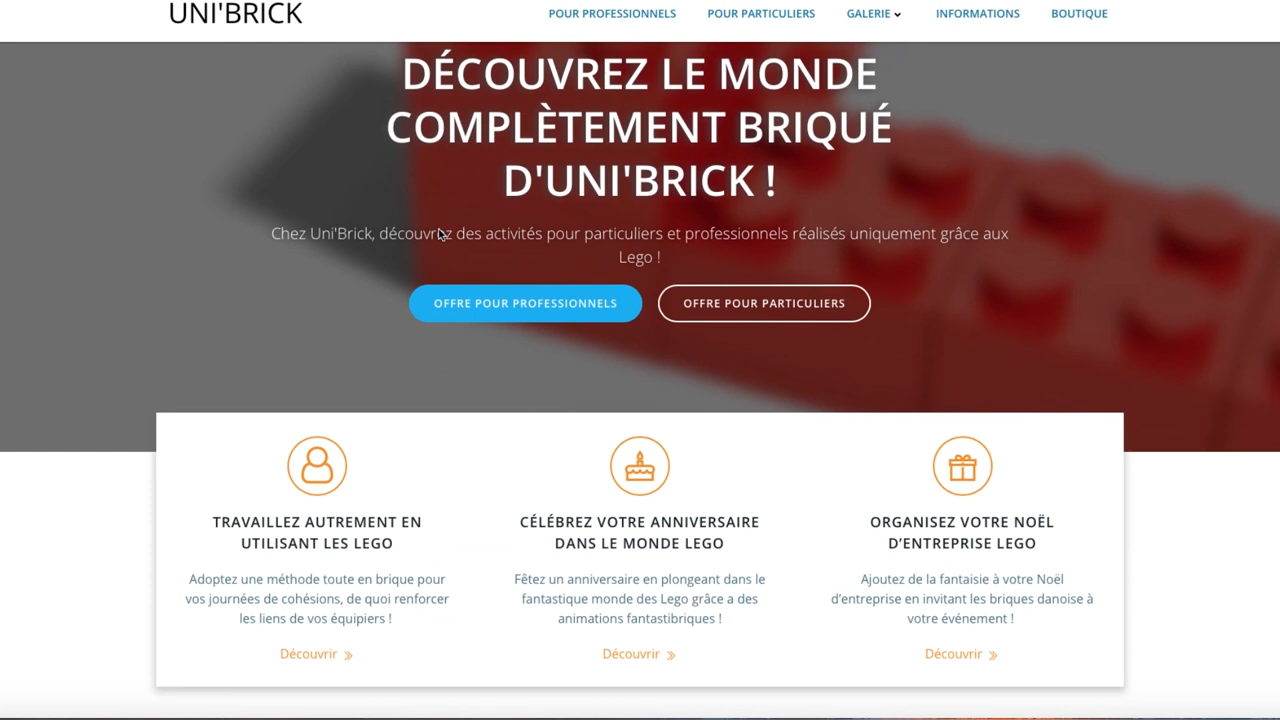 UNI'BRICK
POUR PROFESSIONNELS POUR PARTICULIERS GALERIE INFORMATIONS BOUTIQUE
DÉCOUVREZ LE MONDE
COMPLÈTEMENT BRIQUÉ
D'UNI'BRICK !
Chez Uni'Brick, découvrez des activités pour particuliers et professionnels réalisés uniquement grâce aux
Lego !
OFFRE POUR PROFESSIONNELS OFFRE POUR PARTICULIERS
TRAVAILLEZ AUTREMENT EN
UTILISANT LES LEGO
Adoptez une méthode toute en brique pour
vos journées de cohésions, de quoi renforcer
les liens de vos équipiers !
Découvrir
CÉLÉBREZ VOTRE ANNIVERSAIRE
DANS LE MONDE LEGO
Fêtez un anniversaire en plongeant dans le
fantastique monde des Lego grâce a des
animations fantastibriques !
Découvrir
ORGANISEZ VOTRE NOËL
D’ENTREPRISE LEGO
Ajoutez de la fantaisie à votre Noël
d’entreprise en invitant les briques danoise à
votre événement !
Découvrir